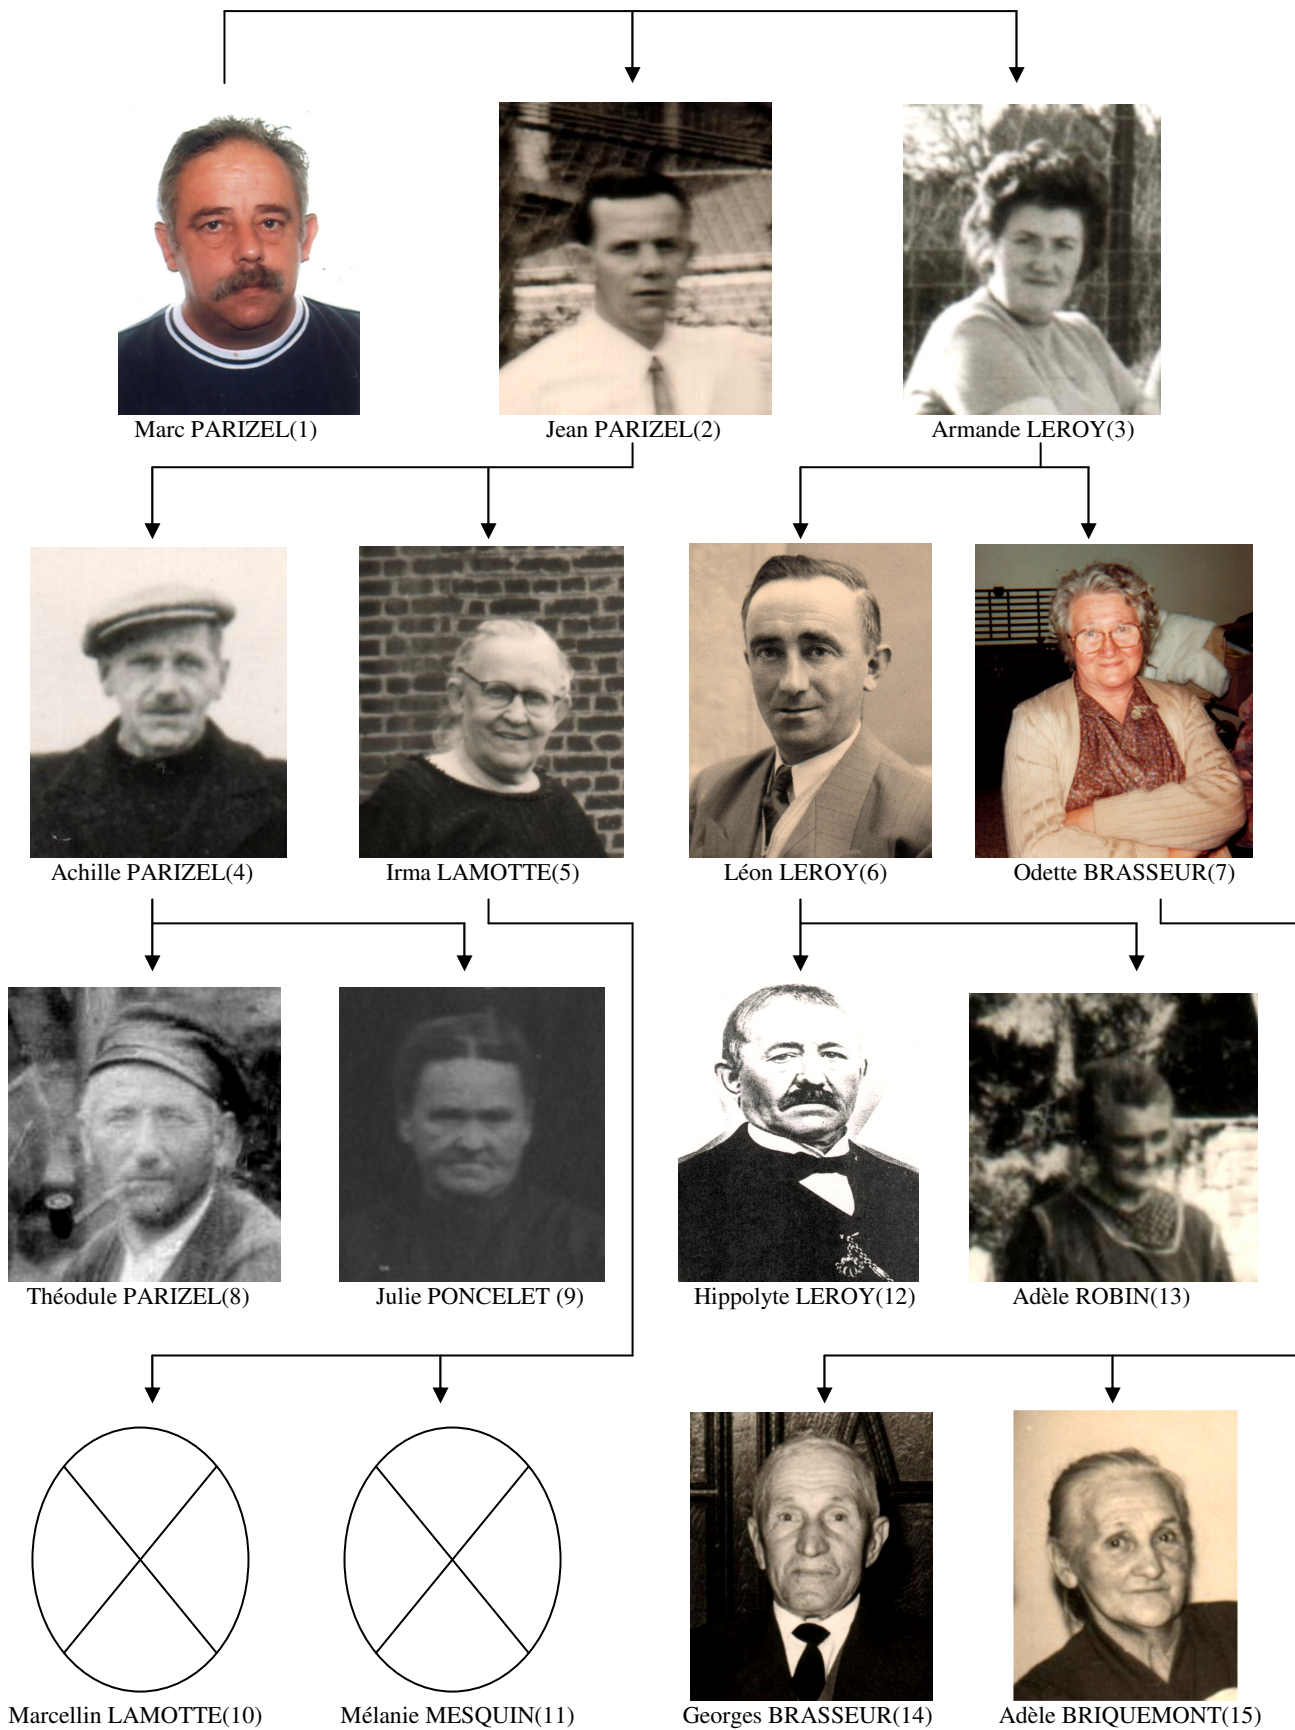 Marc PARIZEL(1)
Jean PARIZEL(2)
Armande LEROY(3)
Achille PARIZEL(4)
Irma LAMOTTE(5)
Léon LEROY(6)
Odette BRASSEUR(7)
Théodule PARIZEL(8)
Julie PONCELET (9)
Hippolyte LEROY(12)
Adèle ROBIN(13)
Marcellin LAMOTTE(10)
Mélanie MESQUIN(11)
Georges BRASSEUR(14)
Adèle BRIQUEMONT(15)